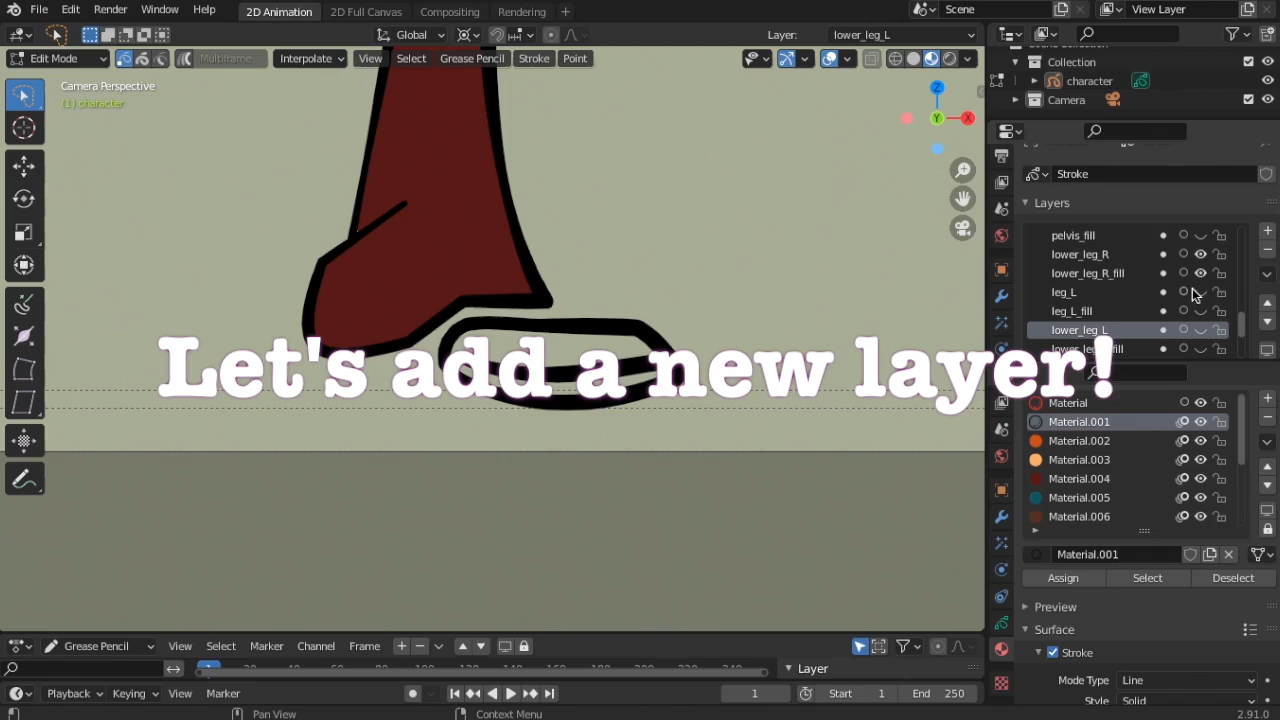 File Edit Render Window Help 2D Animation 2D Full Canvas Compositing Rendering + Scene View Layer
Global Layer: lower_leg_L
Edit Mode Multiframe Interpolate View Select Grease Pencil Stroke Point
Camera Perspective
(1) character
Z
Y
X
Collection
character
Camera
Stroke
Layers
pelvis_fill
lower_leg_R
lower_leg_R_fill
leg_L
leg_L_fill
lower_leg_L
Let's add a new layer!
Material
Material.001
Material.002
Material.003
Material.004
Material.005
Material.006
Material.001
Assign Select Deselect
Preview
Surface
Stroke
Mode Type Line
Style Solid
Grease Pencil View Select Marker Channel Frame
Layer
Playback Keying View Marker 1 Start 1 End 250
Pan View Context Menu 2.91.0